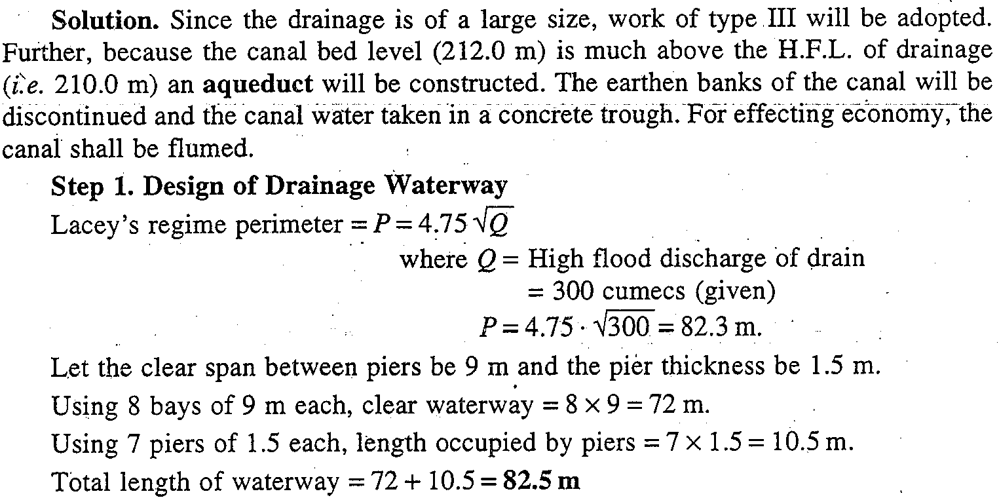 Solution. Since the drainage is of a large size, work of type III will be adopted.
Further, because the canal bed level (212.0 m) is much above the H.F.L. of drainage
(i.e. 210.0 m) an aqueduct will be constructed. The earthen banks of the canal will be
discontinued and the canal water taken in a concrete trough. For effecting economy, the
canal shall be flumed.
Step 1. Design of Drainage Waterway
Lacey's regime perimeter = P = 4.75 √Q
where Q = High flood discharge of drain
= 300 cumecs (given)
P = 4.75 · √300 = 82.3 m.
Let the clear span between piers be 9 m and the pier thickness be 1.5 m.
Using 8 bays of 9 m each, clear waterway = 8 × 9 = 72 m.
Using 7 piers of 1.5 each, length occupied by piers = 7 × 1.5 = 10.5 m.
Total length of waterway = 72 + 10.5 = 82.5 m